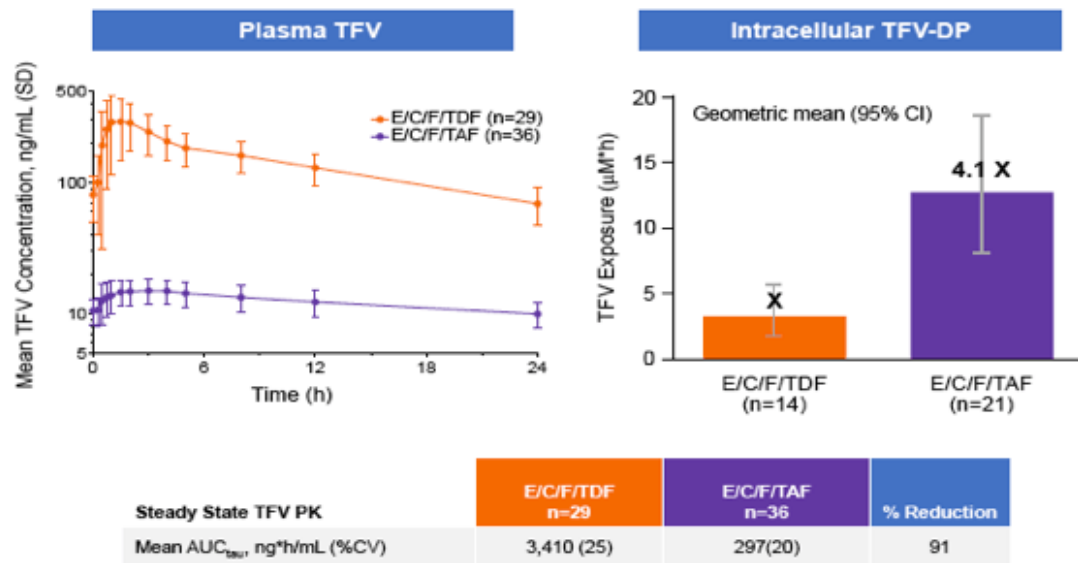 Plasma TFV
Mean TFV Concentration, ng/mL (SD)
500
100
10
5
0
6
12
18
24
Time (h)
E/C/F/TDF (n=29)
E/C/F/TAF (n=36)
Intracellular TFV-DP
TFV Exposure (µM*h)
20
15
10
5
0
Geometric mean (95% CI)
X
4.1 X
E/C/F/TDF
(n=14)
E/C/F/TAF
(n=21)
Steady State TFV PK
E/C/F/TDF
n=29
E/C/F/TAF
n=36
% Reduction
Mean AUCtau, ng*h/mL (%CV)
3,410 (25)
297(20)
91